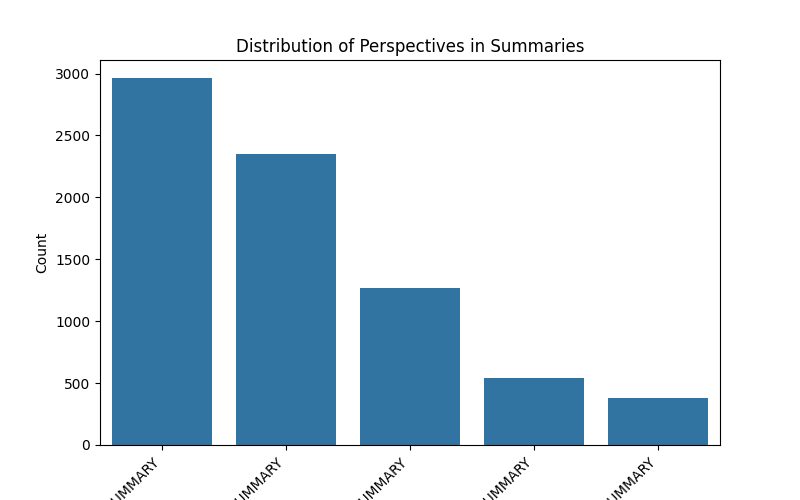 Distribution of Perspectives in Summaries
Count
3000
2500
2000
1500
1000
500
0
UMMARY
UMMARY
UMMARY
UMMARY
UMMARY